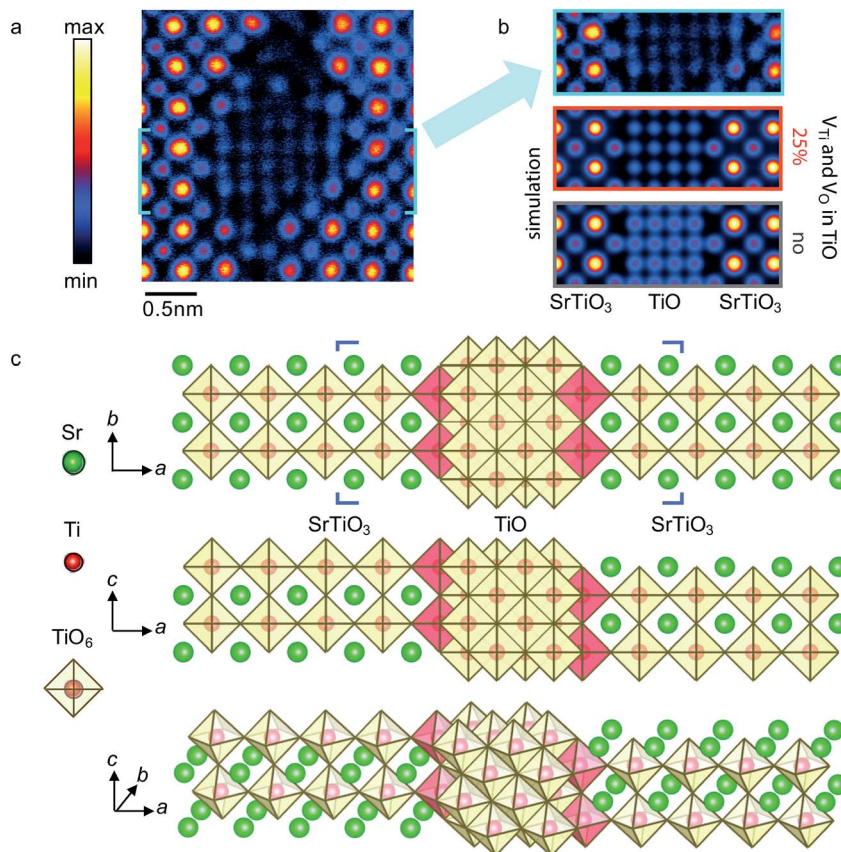 a
max
min
0.5nm
b
simulation
25%
no
V_Ti and V_O in TiO
SrTiO₃ TiO SrTiO₃
c
Sr
Ti
TiO₆
b
a
SrTiO₃ TiO SrTiO₃
c
a
c
b
a